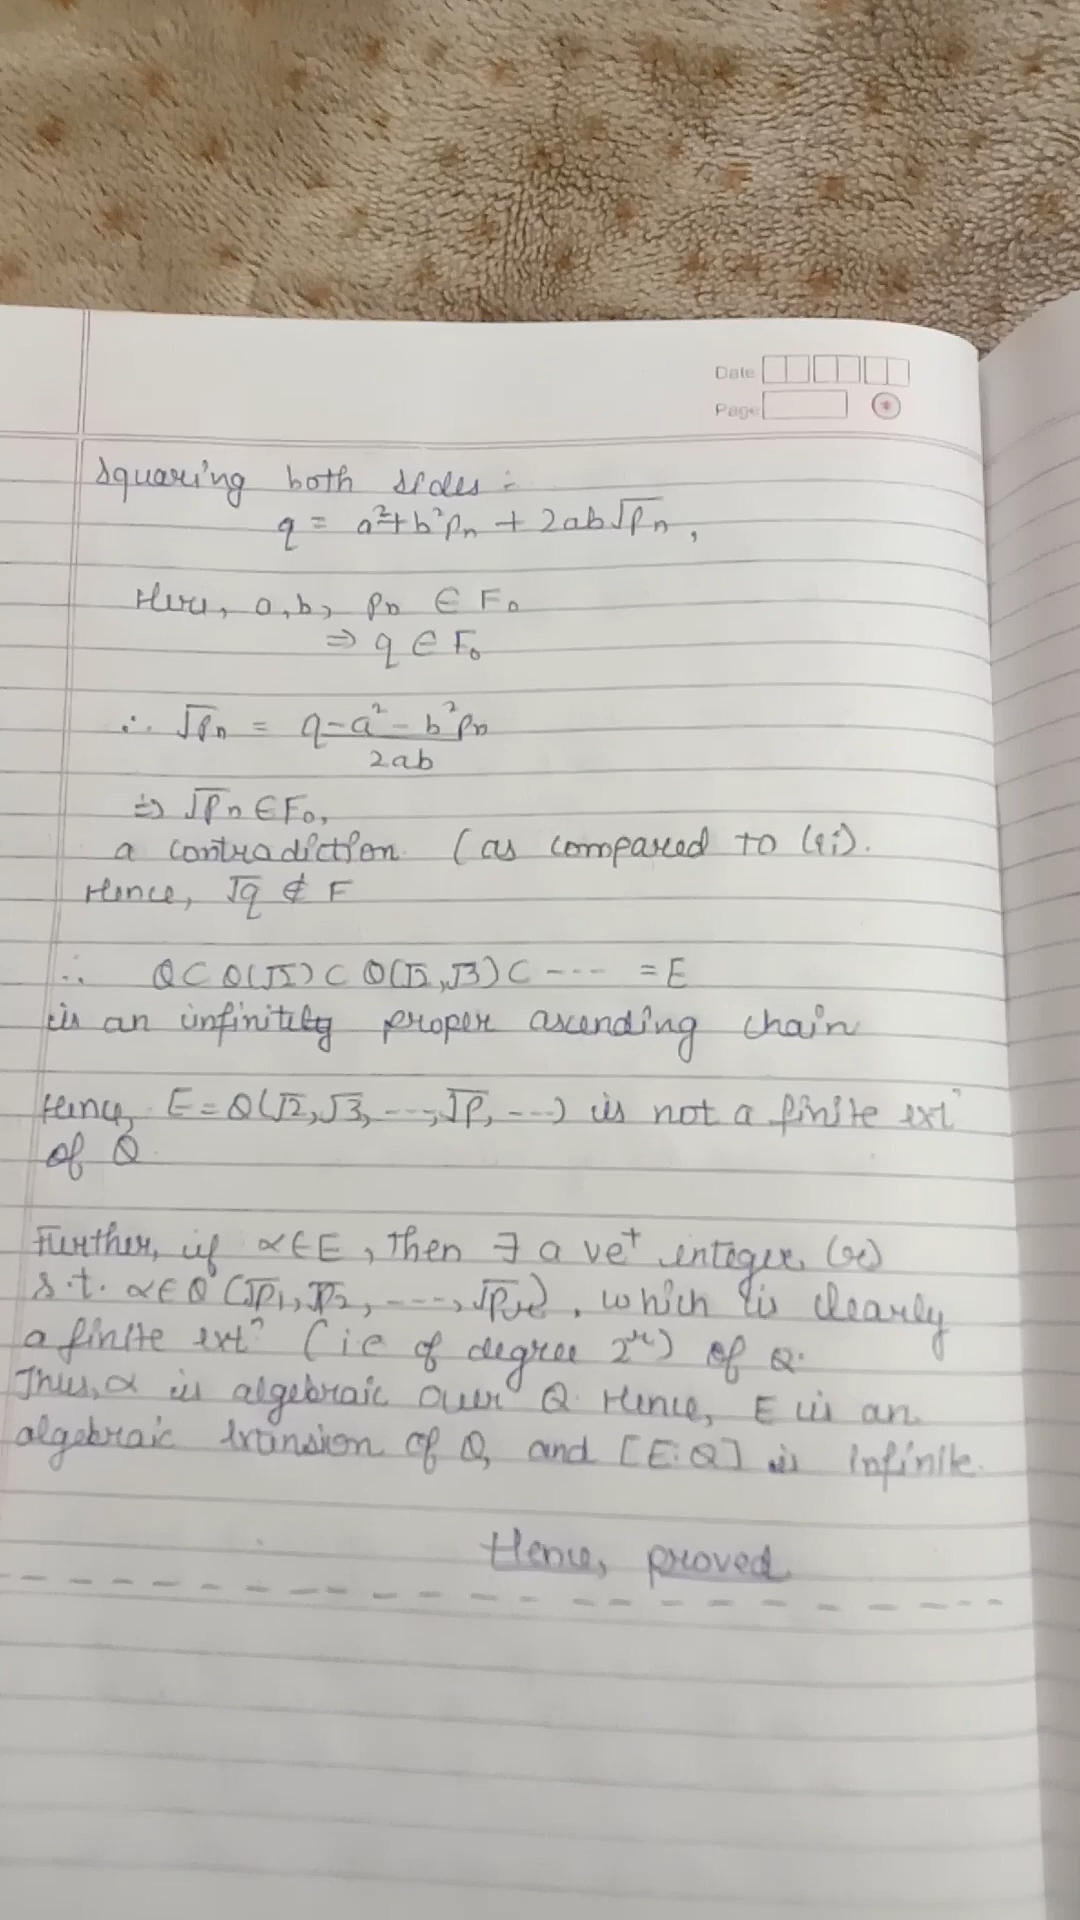 Date
Page
Squaring both sides :
q = a² + b²pₙ + 2ab√pₙ ,
Here, a, b, pₙ ∈ F₀
⇒ q ∈ F₀
∴ √pₙ = q - a² - b²pₙ
2ab
⇒ √pₙ ∈ F₀,
a contradiction (as compared to (ii).
Hence, √q ∉ F
∴ Q ⊂ Q(√2) ⊂ Q(√2, √3) ⊂ ---- = E
is an infinitely proper ascending chain
Hence, E = Q(√2, √3, ---, √p, ---) is not a finite extⁿ
of Q.
Further, if α ∈ E, then ∃ a ve⁺ integer (r)
s.t. α ∈ Q (√p₁, √p₂, ----, √pᵣ), which is clearly
a finite extⁿ (i.e of degree 2ʳ) of Q.
Thus, α is algebraic over Q. Hence, E is an
algebraic extension of Q, and [E:Q] is infinite.
Hence, proved